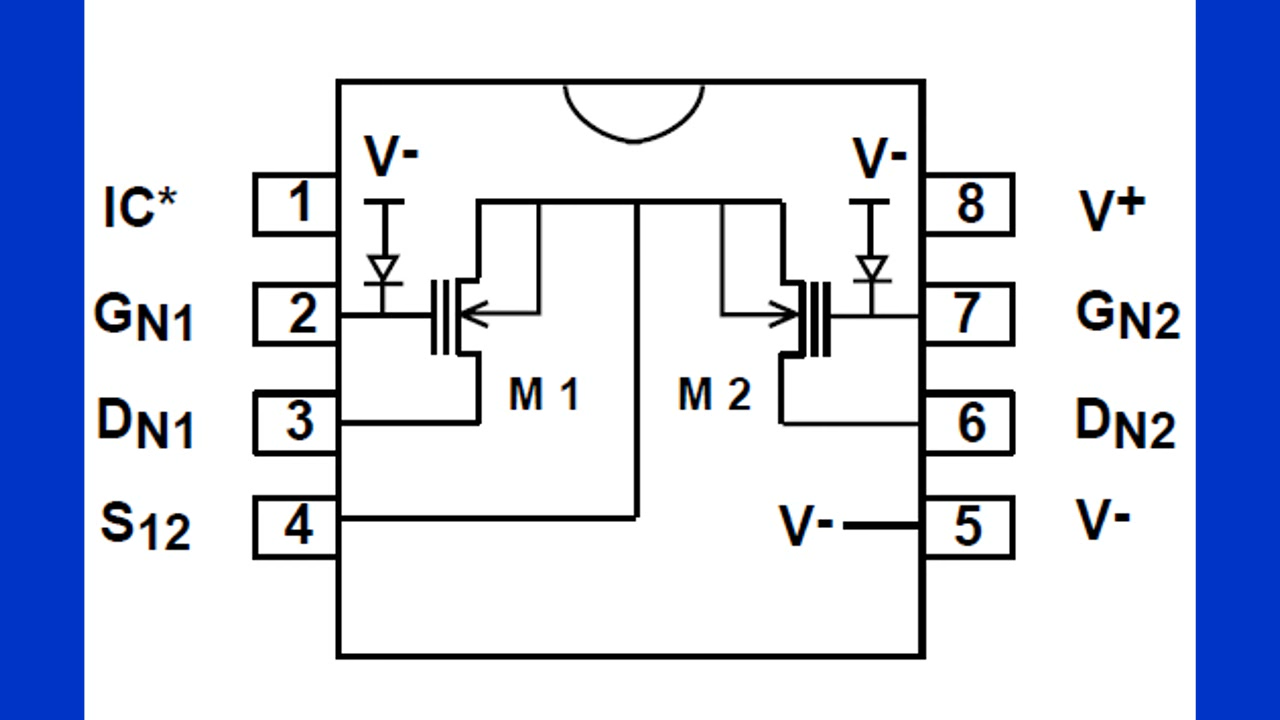 V- V-
IC* 1 8 V+
GN1 2 7 GN2
M 1 M 2
DN1 3 6 DN2
S12 4 V- 5 V-